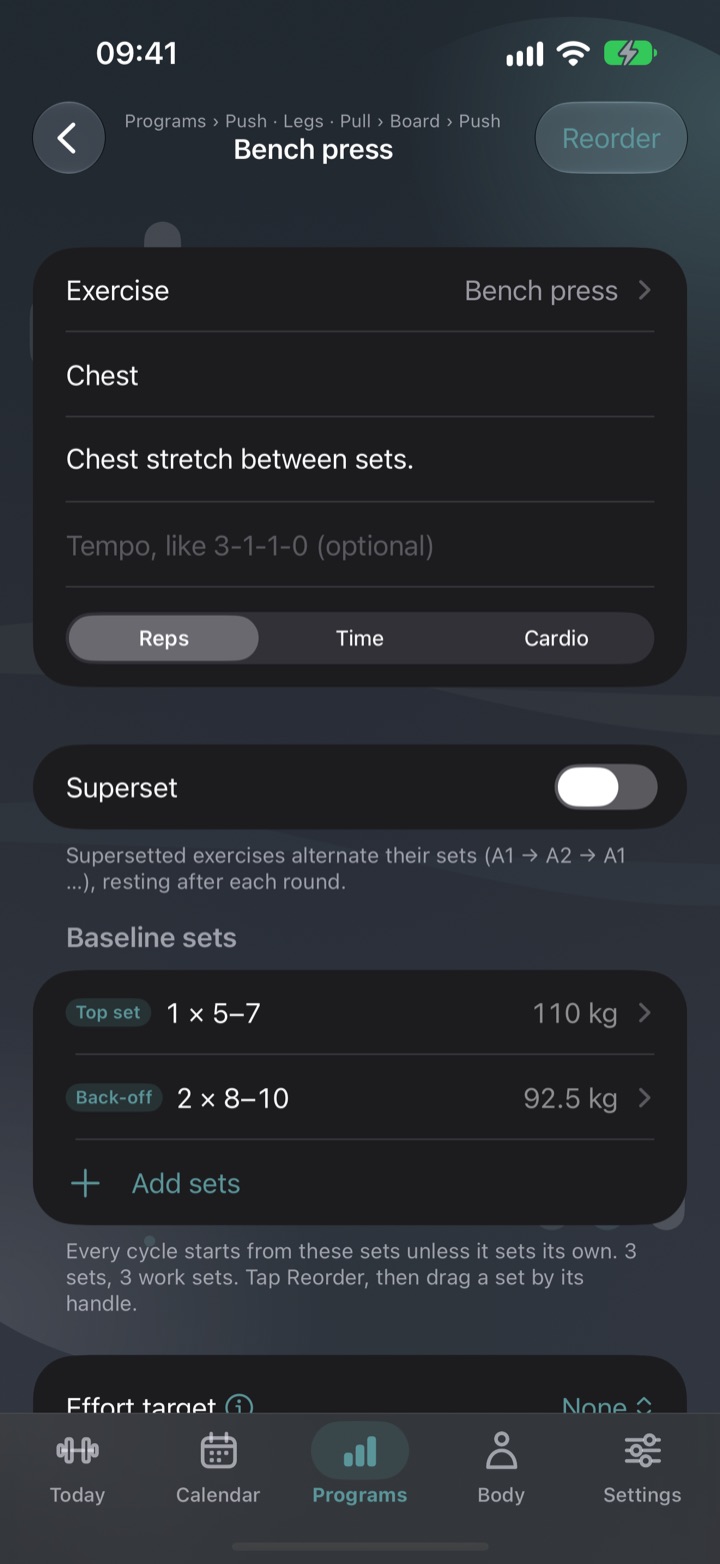 09:41
Programs › Push · Legs · Pull › Board › Push
Bench press
Reorder
Exercise
Bench press
Chest
Chest stretch between sets.
Tempo, like 3-1-1-0 (optional)
Reps
Time
Cardio
Superset
Supersetted exercises alternate their sets (A1 → A2 → A1
...), resting after each round.
Baseline sets
Top set
1 × 5–7
110 kg
Back-off
2 × 8–10
92.5 kg
Add sets
Every cycle starts from these sets unless it sets its own. 3
sets, 3 work sets. Tap Reorder, then drag a set by its
handle.
Effort target
None
Today
Calendar
Programs
Body
Settings